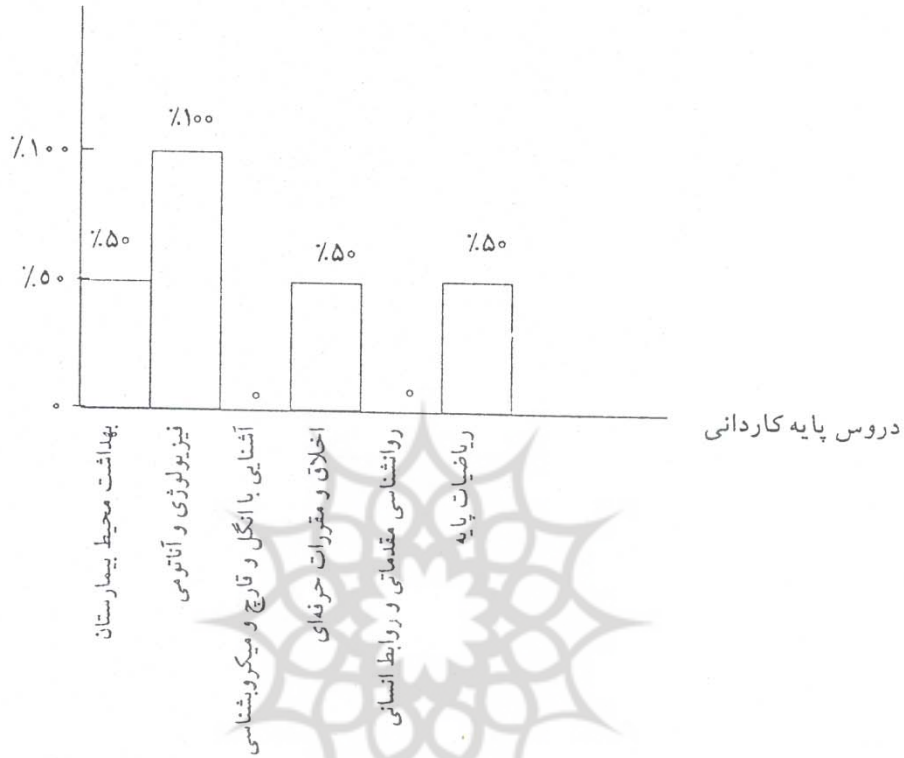 ٪۱۰۰
٪۱۰۰
٪۵۰
٪۵۰
٪۵۰
٪۵۰
۰
۰
۰
دروس پایه کاردانی
بهداشت محیط بیمارستان
فیزیولوژی و آناتومی
آشنایی با انگل و قارچ و میکروبشناسی
اخلاق و مقررات حرفه‌ای
روانشناسی مقدماتی و روابط انسانی
ریاضیات پایه